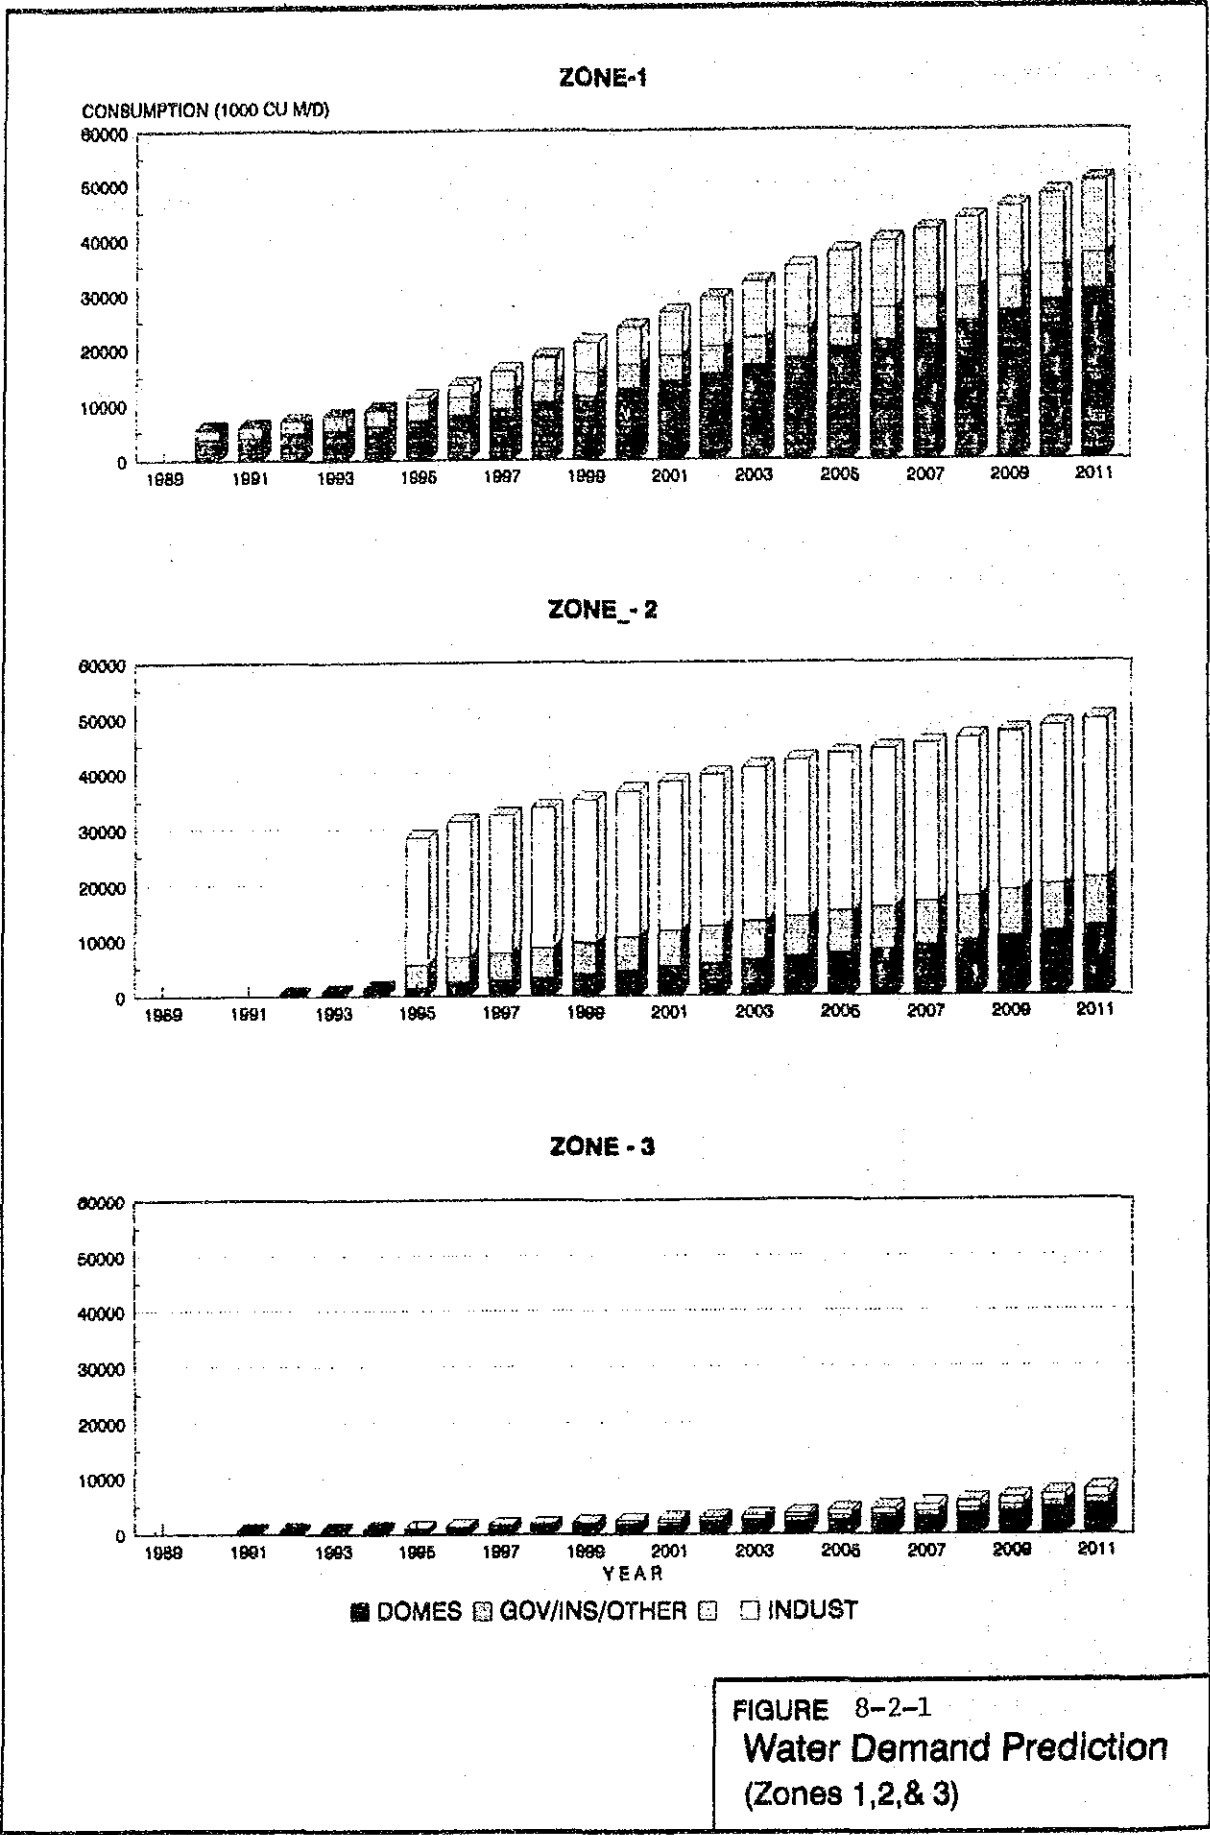 ZONE-1
CONSUMPTION (1000 CU M/D)
60000
50000
40000
30000
20000
10000
0
1989 1991 1993 1995 1997 1999 2001 2003 2005 2007 2009 2011
ZONE_- 2
60000
50000
40000
30000
20000
10000
0
1989 1991 1993 1995 1997 1999 2001 2003 2005 2007 2009 2011
ZONE - 3
60000
50000
40000
30000
20000
10000
0
1989 1991 1993 1995 1997 1999 2001 2003 2005 2007 2009 2011
YEAR
DOMES GOV/INS/OTHER INDUST
FIGURE 8-2-1
Water Demand Prediction
(Zones 1,2,& 3)